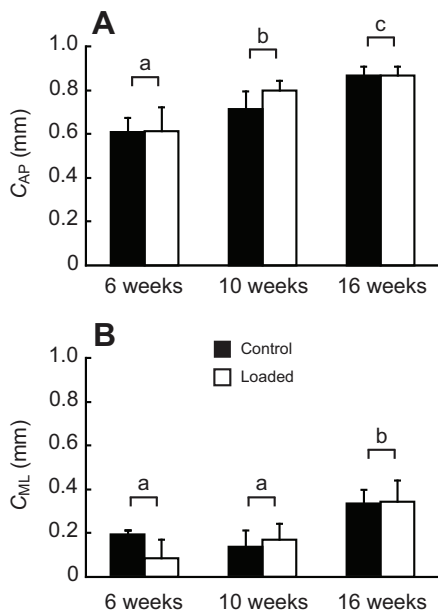 A
1.0
a
b
c
0.8
0.6
0.4
0.2
0
CAP (mm)
6 weeks 10 weeks 16 weeks
B
1.0
Control
Loaded
0.8
0.6
0.4
0.2
0
CML (mm)
a
a
b
6 weeks 10 weeks 16 weeks